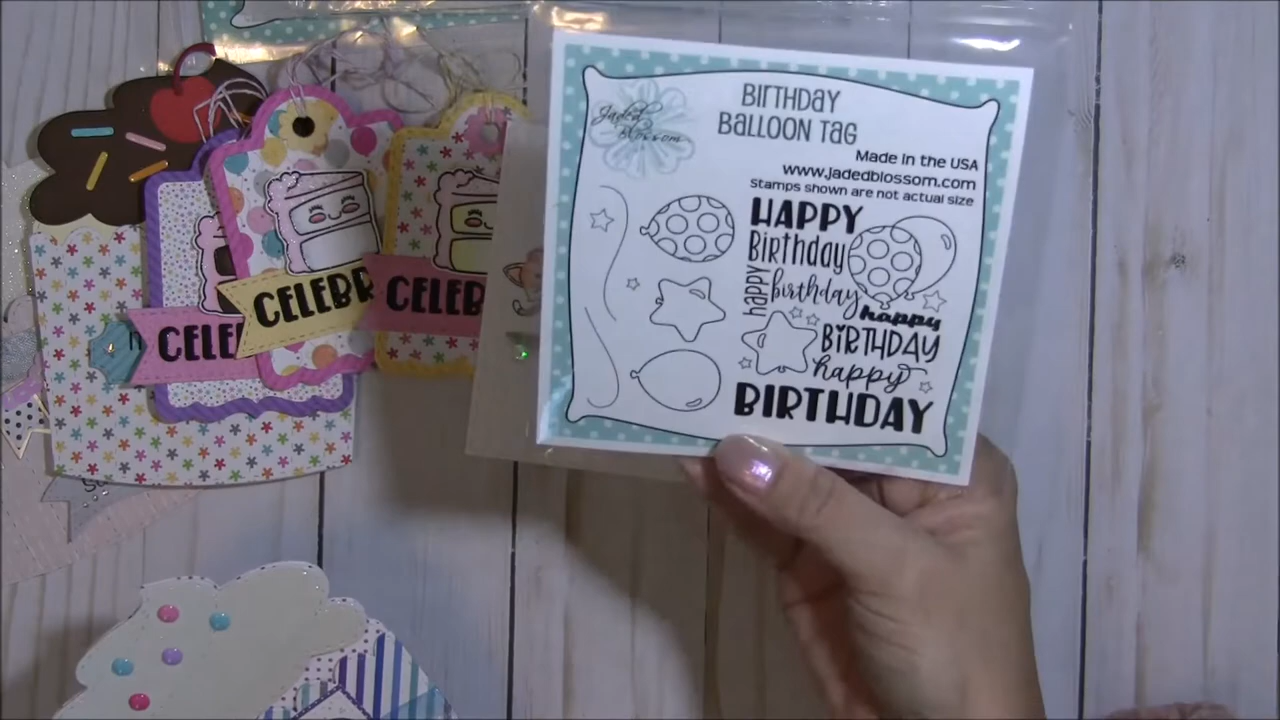 BIRTHDAY
BALLOON TAG
Jaded
Blossom
Made in the USA
www.jadedblossom.com
Stamps shown are not actual size
HAPPY
Birthday
happy
birthday
happy
BIRTHDAY
happy
BIRTHDAY
CELEB
CELEBR
CELEB